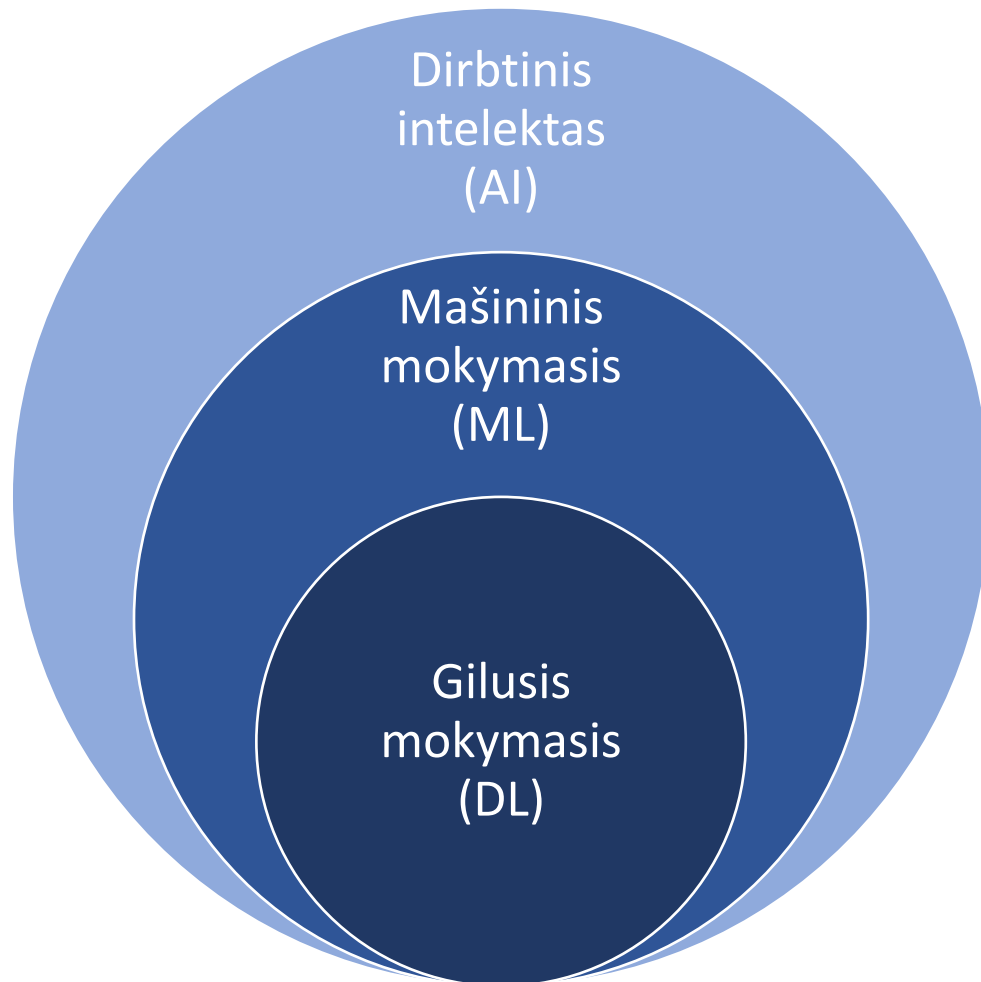 Dirbtinis
intelektas
(AI)
Mašininis
mokymasis
(ML)
Gilusis
mokymasis
(DL)